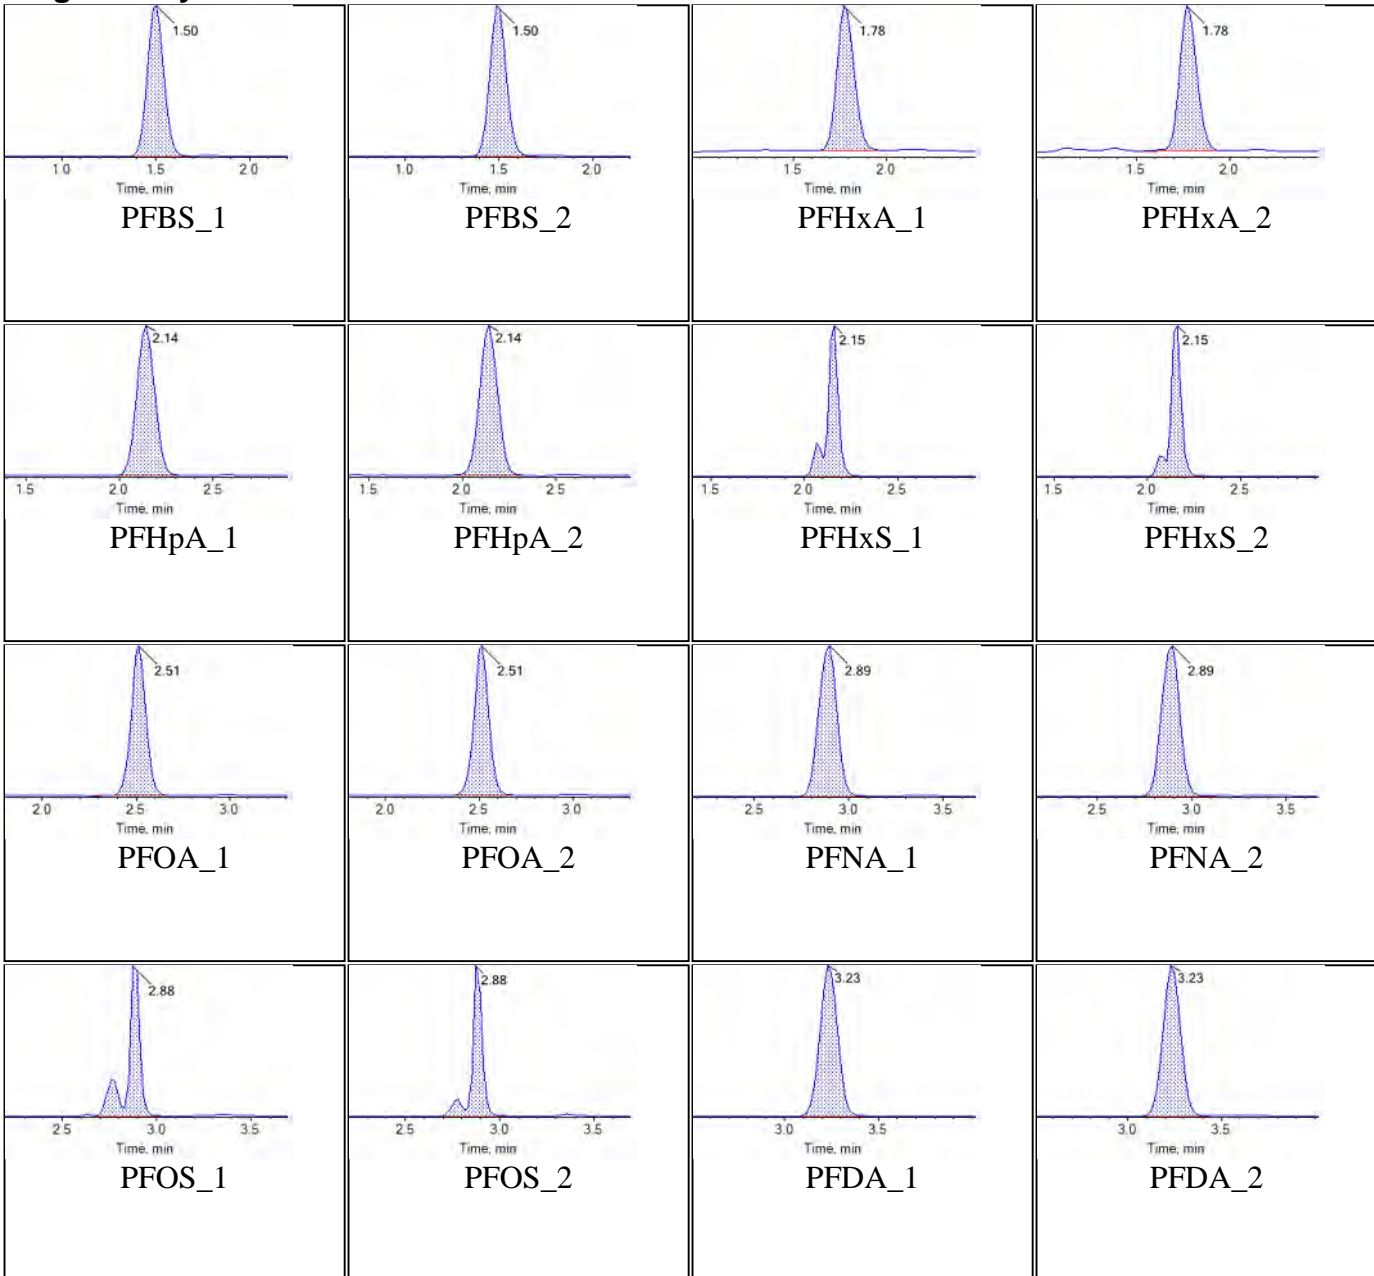 1.50 1.50 1.78 1.78
1.0 1.5 2.0 1.0 1.5 2.0 1.5 2.0 1.5 2.0
Time, min Time, min Time, min Time, min
PFBS_1 PFBS_2 PFHxA_1 PFHxA_2
2.14 2.14 2.15 2.15
1.5 2.0 2.5 1.5 2.0 2.5 1.5 2.0 2.5 1.5 2.0 2.5
Time, min Time, min Time, min Time, min
PFHpA_1 PFHpA_2 PFHxS_1 PFHxS_2
2.51 2.51 2.89 2.89
2.0 2.5 3.0 2.0 2.5 3.0 2.5 3.0 3.5 2.5 3.0 3.5
Time, min Time, min Time, min Time, min
PFOA_1 PFOA_2 PFNA_1 PFNA_2
2.88 2.88 3.23 3.23
2.5 3.0 3.5 2.5 3.0 3.5 3.0 3.5 3.0 3.5
Time, min Time, min Time, min Time, min
PFOS_1 PFOS_2 PFDA_1 PFDA_2